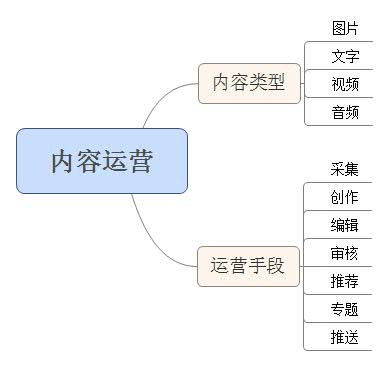 内容运营
内容类型
图片
文字
视频
音频
运营手段
采集
创作
编辑
审核
推荐
专题
推送